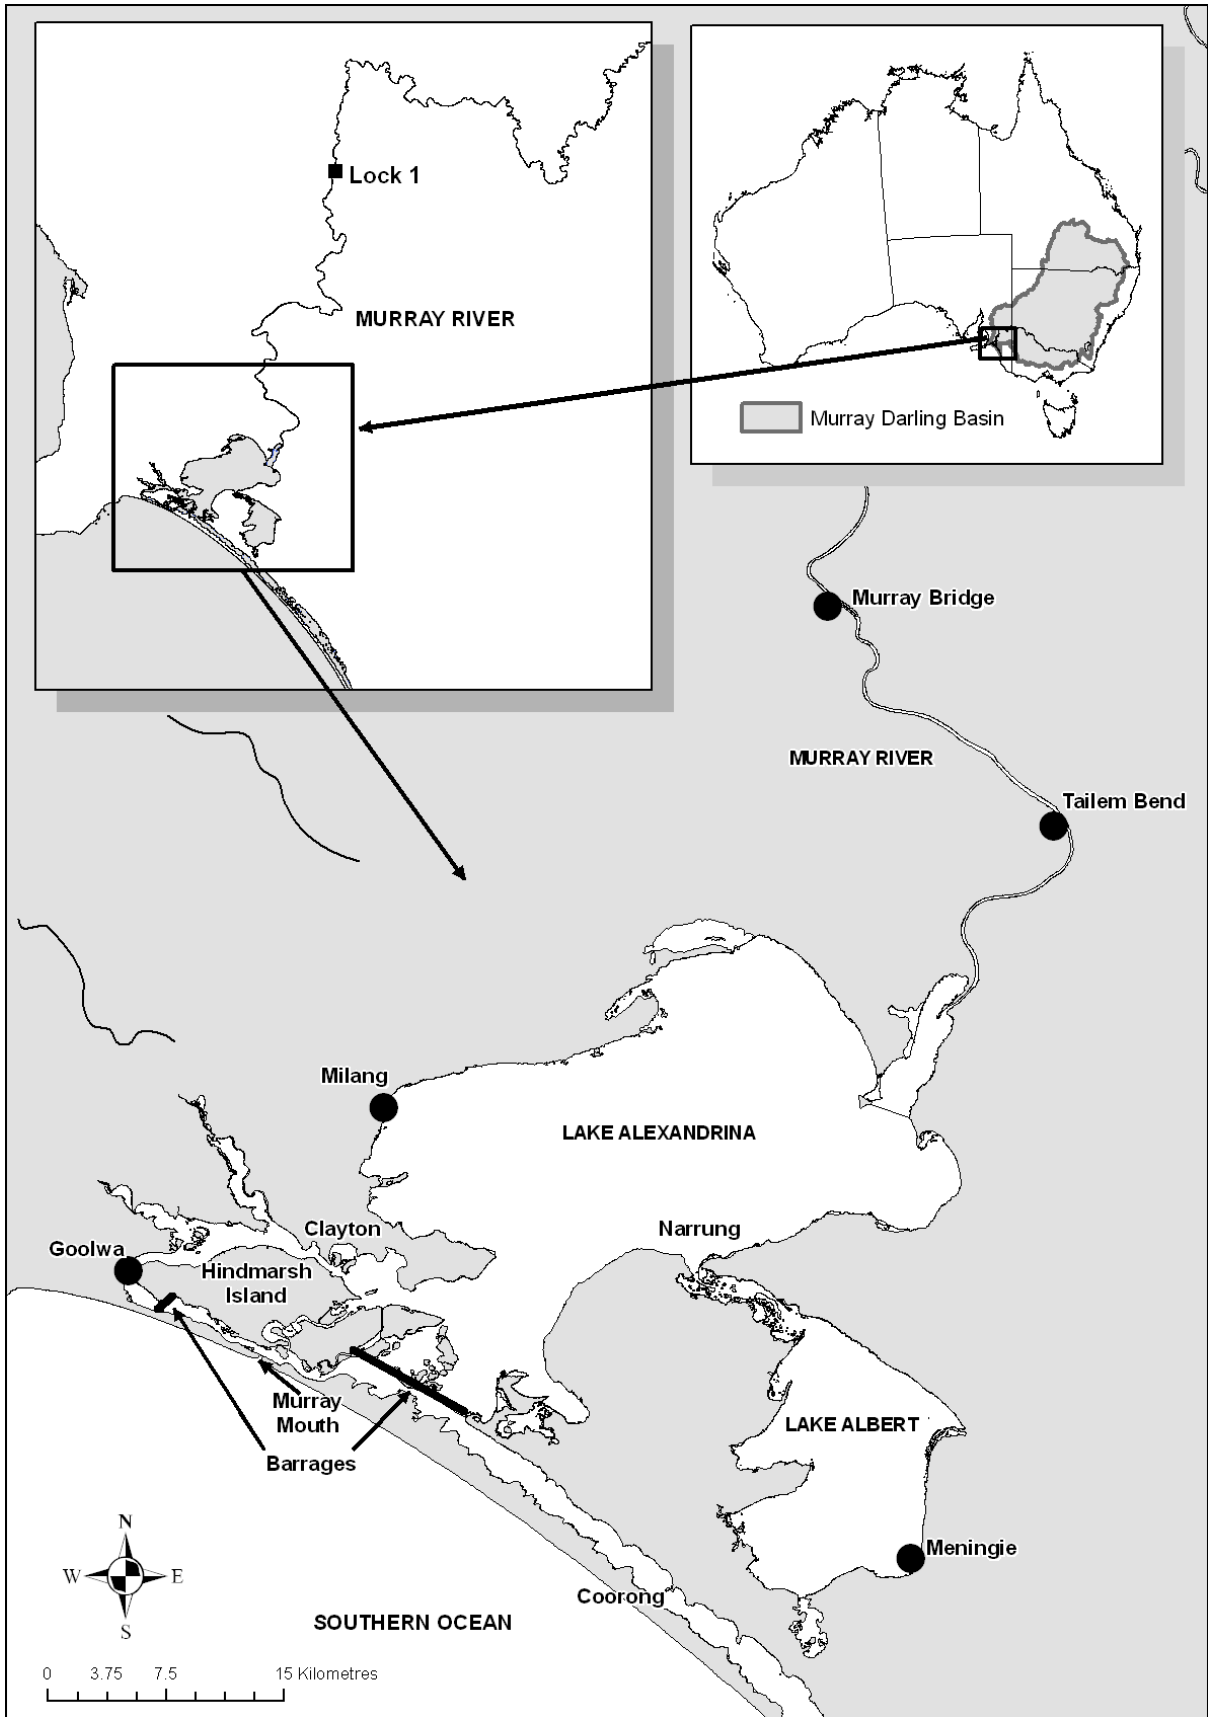 Lock 1
MURRAY RIVER
Murray Darling Basin
Murray Bridge
MURRAY RIVER
Tailem Bend
Milang
LAKE ALEXANDRINA
Clayton
Narrung
Goolwa
Hindmarsh
Island
Murray
Mouth
LAKE ALBERT
Barrages
N
W
E
S
Meningie
Coorong
SOUTHERN OCEAN
0 3.75 7.5 15 Kilometres